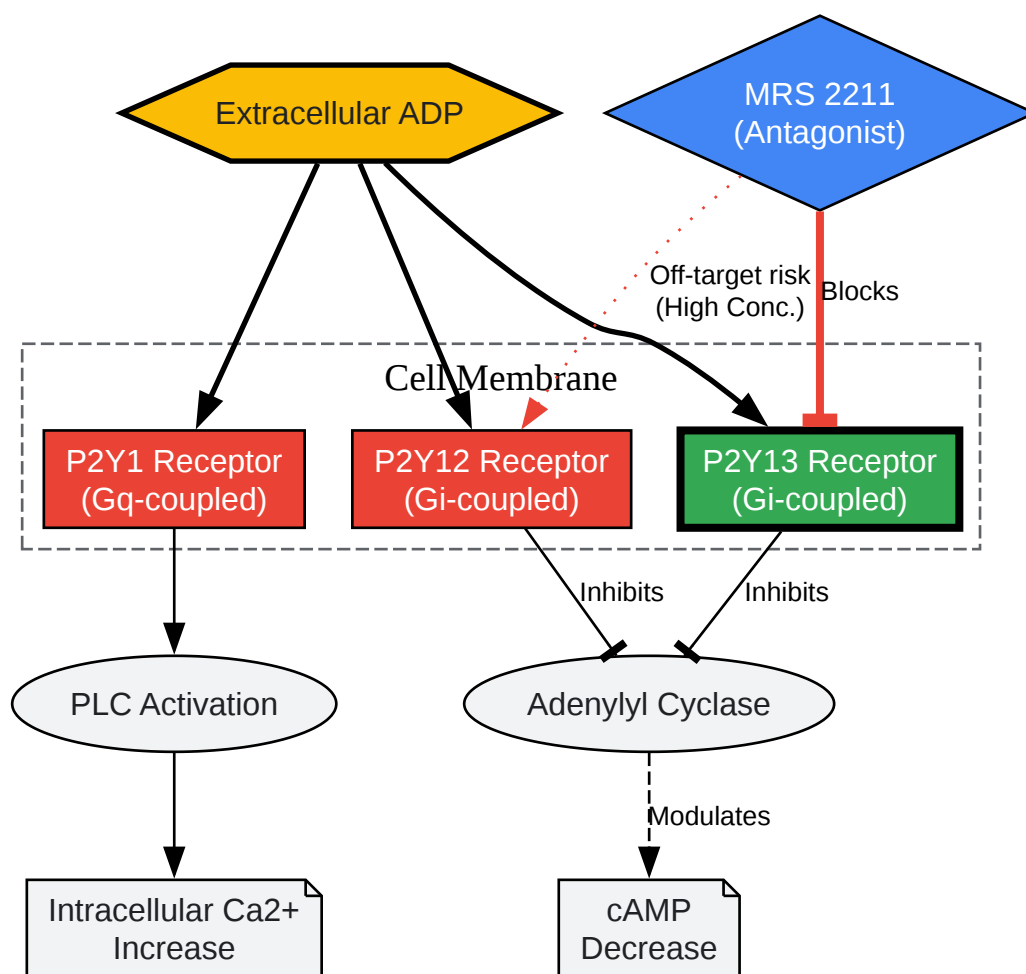 Extracellular ADP
MRS 2211
(Antagonist)
Off-target risk
(High Conc.)
Blocks
Cell Membrane
P2Y1 Receptor
(Gq-coupled)
P2Y12 Receptor
(Gi-coupled)
P2Y13 Receptor
(Gi-coupled)
Inhibits
Inhibits
PLC Activation
Adenylyl Cyclase
Modulates
Intracellular Ca2+
Increase
cAMP
Decrease